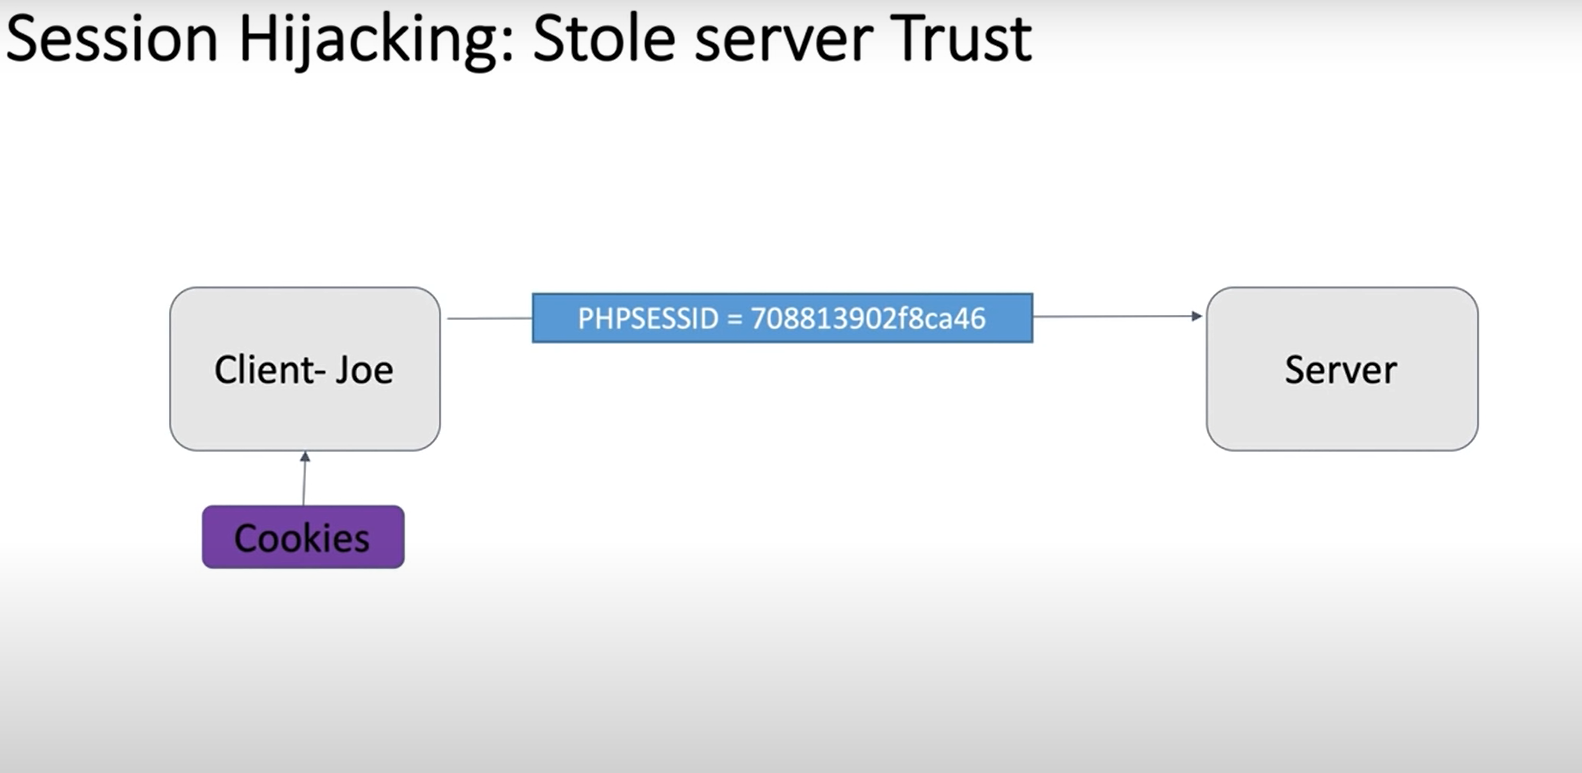 Session Hijacking: Stole server Trust
PHPSESSID = 708813902f8ca46
Client- Joe
Server
Cookies